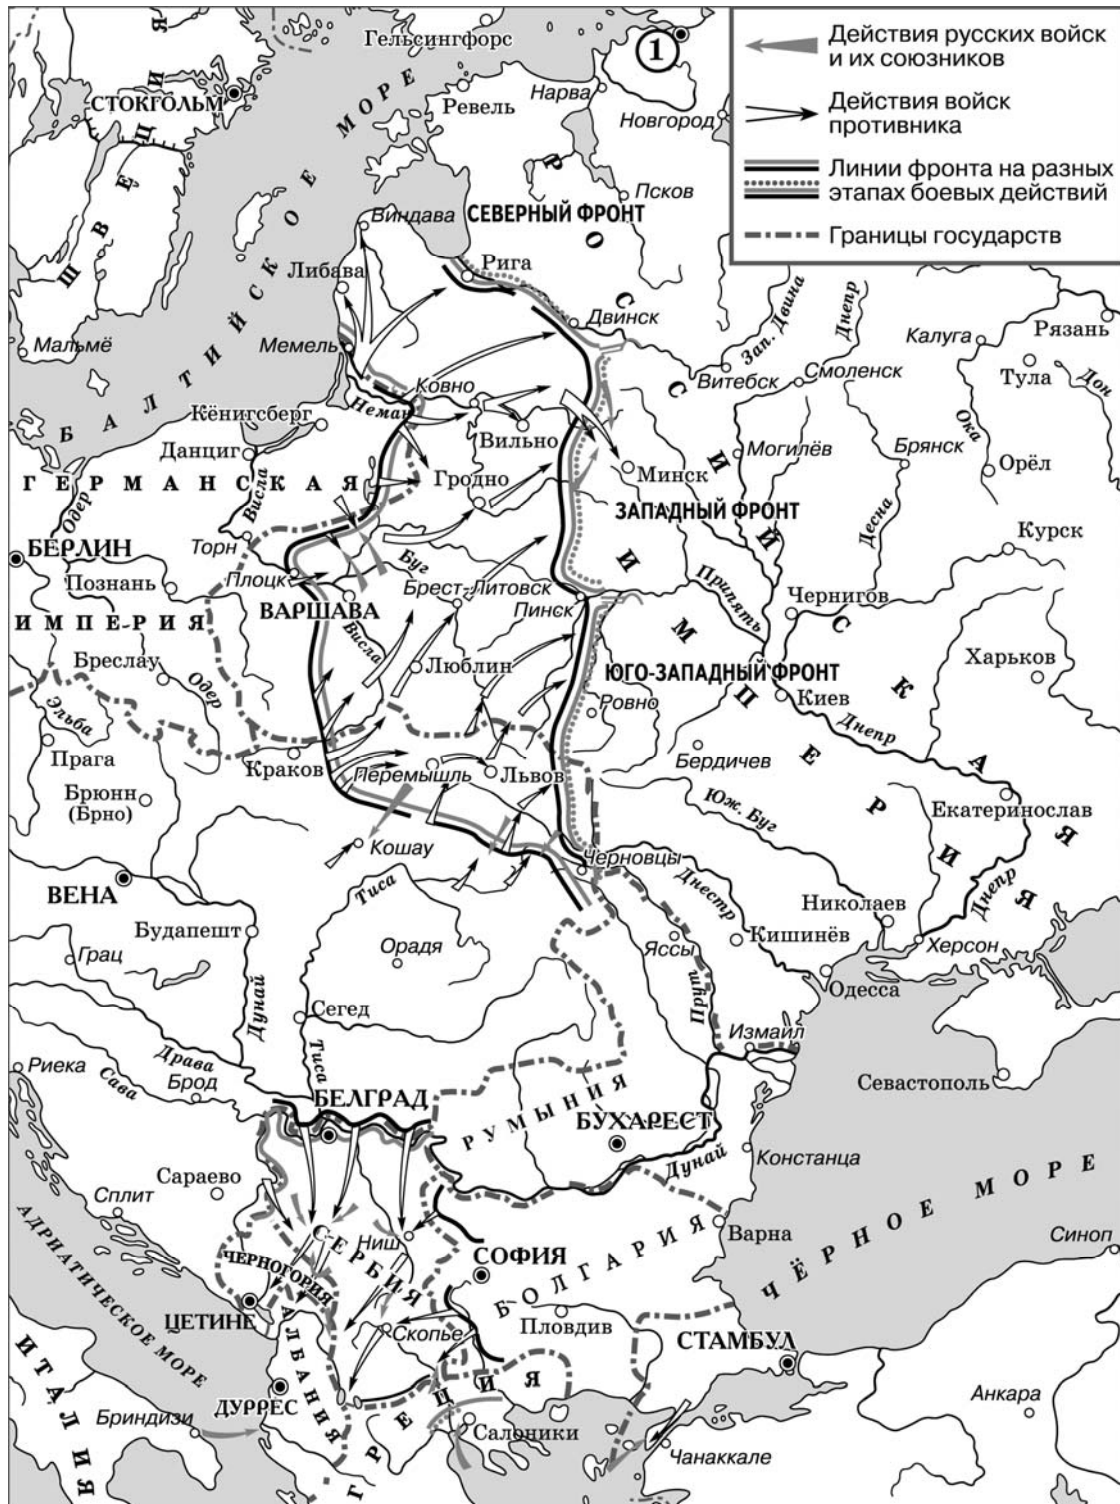 Гельсингфорс
1
СТОКГОЛЬМ
Ревель
Нарва
Новгород
Псков
Действия русских войск
и их союзников
Действия войск
противника
Линии фронта на разных
этапах боевых действий
Границы государств
ШВЕЦИЯ
БАЛТИЙСКОЕ МОРЕ
РОССИЙСКАЯ
ИМПЕРИЯ
Виндава
СЕВЕРНЫЙ ФРОНТ
Либава
Рига
Двинск
Зап. Двина
Днепр
Калуга
Рязань
Мальмё
Мемель
Витебск
Смоленск
Тула
Дон
Ковно
Неман
Кёнигсберг
Вильно
Ока
Данциг
Могилёв
Брянск
Орёл
ГЕРМАНСКАЯ
Висла
Гродно
Минск
Одер
ЗАПАДНЫЙ ФРОНТ
Десна
Курск
БЕРЛИН
Торн
Буг
Познань
Плоцк
Брест-Литовск
Припять
ВАРШАВА
Пинск
Чернигов
ИМПЕРИЯ
Висла
Бреслау
Люблин
ЮГО-ЗАПАДНЫЙ ФРОНТ
Харьков
Одер
Ровно
Киев
Эльба
Днепр
Прага
Краков
Перемышль
Львов
Бердичев
Брюнн
(Брно)
Юж. Буг
Екатеринослав
Кошау
Черновцы
ВЕНА
Тиса
Днестр
Днепр
Николаев
Будапешт
Грац
Орадя
Яссы
Кишинёв
Херсон
Дунай
Прут
Одесса
Сегед
Измаил
Риека
Драва
Тиса
Сава
Брод
БЕЛГРАД
РУМЫНИЯ
Севастополь
БУХАРЕСТ
Дунай
Констанца
Сараево
Сплит
ЧЁРНОЕ МОРЕ
АДРИАТИЧЕСКОЕ МОРЕ
СЕРБИЯ
Ниш
Варна
Синоп
СОФИЯ
БОЛГАРИЯ
ЧЕРНОГОРИЯ
ЦЕТИНЕ
Скопье
Пловдив
СТАМБУЛ
АЛБАНИЯ
ИТАЛИЯ
ДУРРЕС
ГРЕЦИЯ
Анкара
Бриндизи
Салоники
Чанаккале